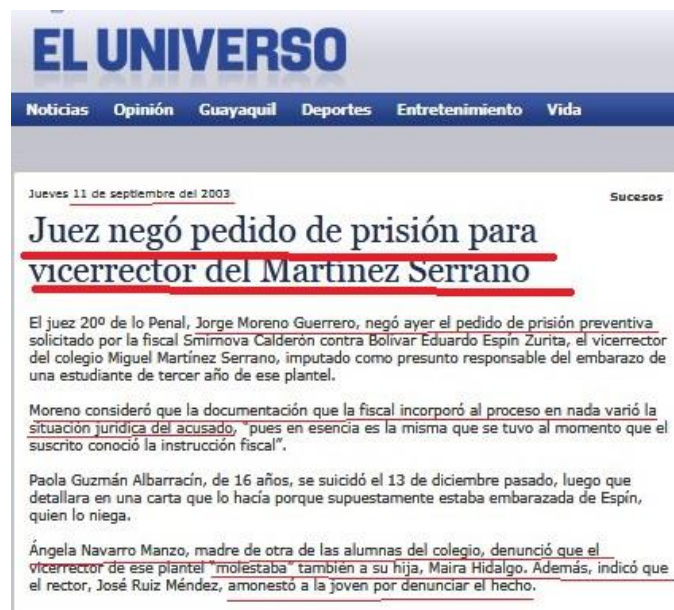 EL UNIVERSO
Noticias Opinión Guayaquil Deportes Entretenimiento Vida
Jueves 11 de septiembre del 2003
Sucesos
Juez negó pedido de prisión para
vicerrector del Martínez Serrano
El juez 20º de lo Penal, Jorge Moreno Guerrero, negó ayer el pedido de prisión preventiva
solicitado por la fiscal Smirnova Calderón contra Bolívar Eduardo Espín Zurita, el vicerrector
del colegio Miguel Martínez Serrano, imputado como presunto responsable del embarazo de
una estudiante de tercer año de ese plantel.
Moreno consideró que la documentación que la fiscal incorporó al proceso en nada varió la
situación jurídica del acusado, "pues en esencia es la misma que se tuvo al momento que el
suscrito conoció la instrucción fiscal".
Paola Guzmán Albarracín, de 16 años, se suicidó el 13 de diciembre pasado, luego que
detallara en una carta que lo hacía porque supuestamente estaba embarazada de Espín,
quien lo niega.
Ángela Navarro Manzo, madre de otra de las alumnas del colegio, denunció que el
vicerrector de ese plantel "molestaba" también a su hija, Maira Hidalgo. Además, indicó que
el rector, José Ruiz Méndez, amonestó a la joven por denunciar el hecho.